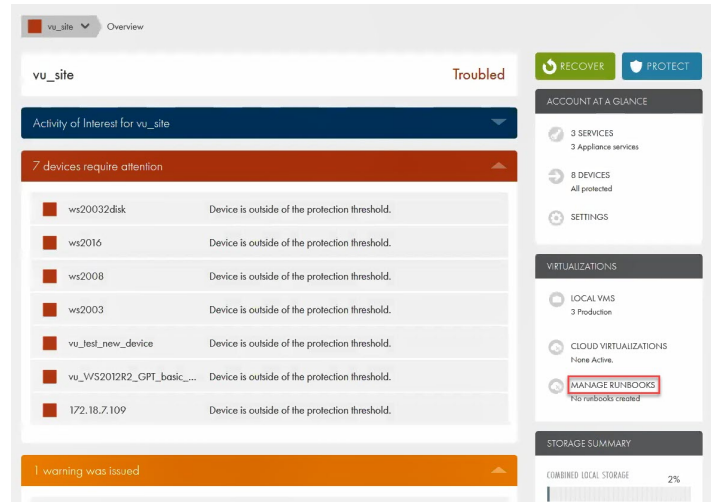 vu_site Overview
vu_site Troubled
Activity of Interest for vu_site
7 devices require attention
ws20032disk Device is outside of the protection threshold.
ws2016 Device is outside of the protection threshold.
ws2008 Device is outside of the protection threshold.
ws2003 Device is outside of the protection threshold.
vu_test_new_device Device is outside of the protection threshold.
vu_WS2012R2_GPT_basic_... Device is outside of the protection threshold.
172.18.7.109 Device is outside of the protection threshold.
1 warning was issued
RECOVER PROTECT
ACCOUNT AT A GLANCE
3 SERVICES
3 Appliance services
8 DEVICES
All protected
SETTINGS
VIRTUALIZATIONS
LOCAL VMS
3 Production
CLOUD VIRTUALIZATIONS
None Active.
MANAGE RUNBOOKS
No runbooks created
STORAGE SUMMARY
COMBINED LOCAL STORAGE 2%